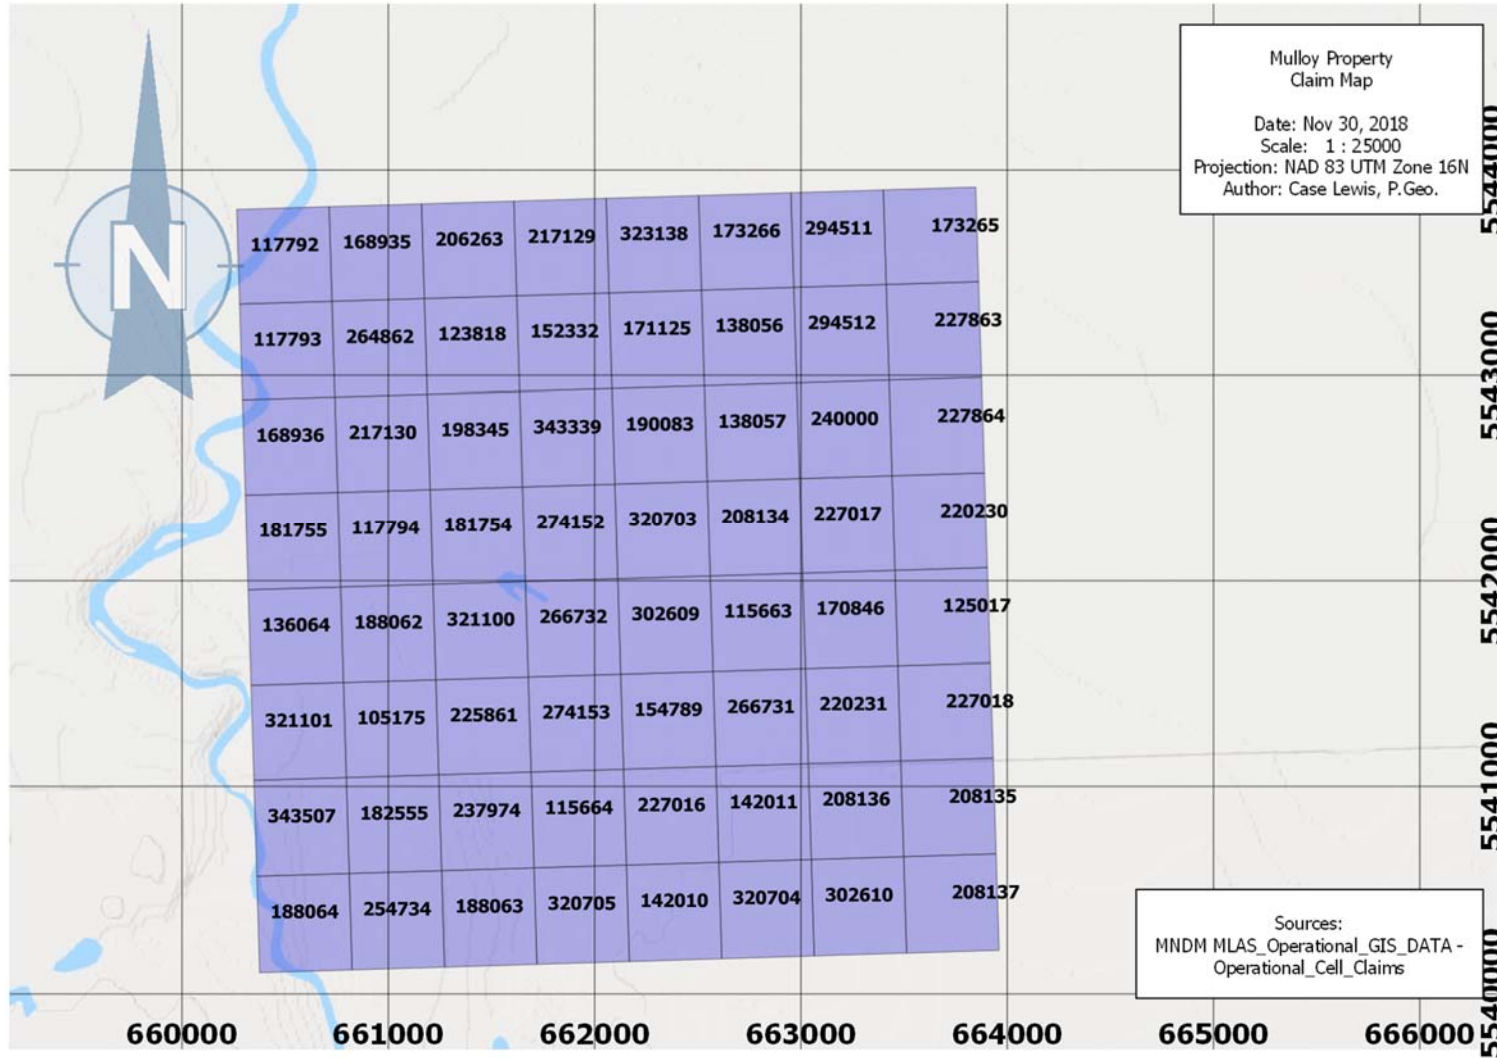 Mulloy Property
Claim Map
Date: Nov 30, 2018
Scale: 1 : 25000
Projection: NAD 83 UTM Zone 16N
Author: Case Lewis, P.Geo.
N
5544000
117792 168935 206263 217129 323138 173266 294511 173265
117793 264862 123818 152332 171125 138056 294512 227863
5543000
168936 217130 198345 343339 190083 138057 240000 227864
181755 117794 181754 274152 320703 208134 227017 220230
5542000
136064 188062 321100 266732 302609 115663 170846 125017
321101 105175 225861 274153 154789 266731 220231 227018
5541000
343507 182555 237974 115664 227016 142011 208136 208135
188064 254734 188063 320705 142010 320704 302610 208137
Sources:
MNDM MLAS_Operational_GIS_DATA -
Operational_Cell_Claims
5540000
660000 661000 662000 663000 664000 665000 666000